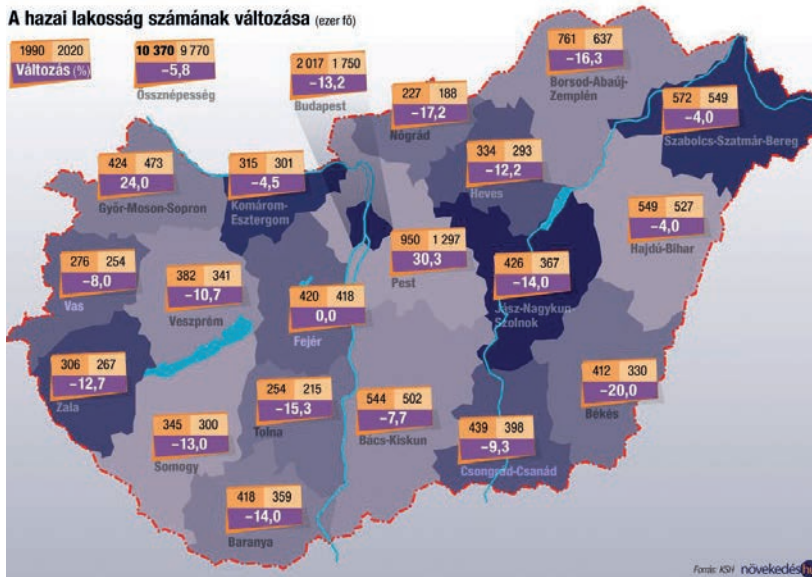 A hazai lakosság számának változása (ezer fő)
1990 2020
Változás (%)
10 370 9 770
–5,8
Össznépesség
2 017 1 750
–13,2
Budapest
227 188
–17,2
Nógrád
761 637
–16,3
Borsod-Abaúj-
Zemplén
572 549
–4,0
Szabolcs-Szatmár-Bereg
424 473
24,0
Győr-Moson-Sopron
315 301
–4,5
Komárom-
Esztergom
334 293
–12,2
Heves
549 527
–4,0
Hajdú-Bihar
276 254
–8,0
Vas
382 341
–10,7
Veszprém
420 418
0,0
Fejér
950 1 297
30,3
Pest
426 367
–14,0
Jász-Nagykun-
Szolnok
306 267
–12,7
Zala
345 300
–13,0
Somogy
254 215
–15,3
Tolna
544 502
–7,7
Bács-Kiskun
439 398
–9,3
Csongrád-Csanád
412 330
–20,0
Békés
418 359
–14,0
Baranya
Forrás: KSH növekedés